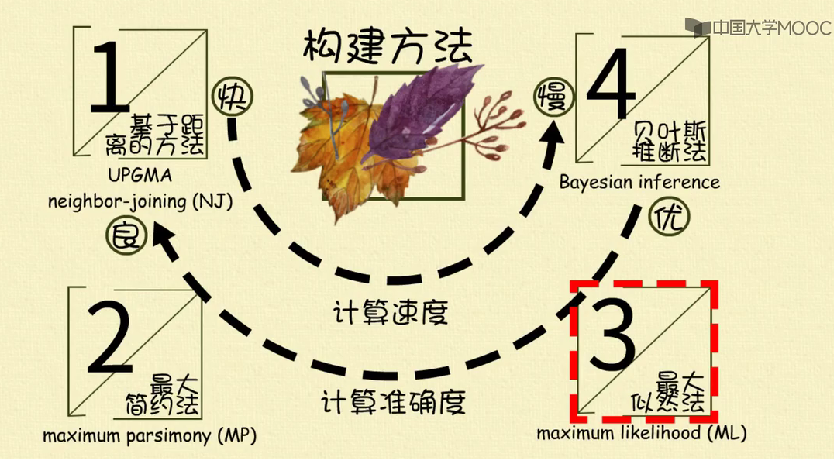 中国大学MOOC
构建方法
1
基于距
离的方法
UPGMA
neighbor-joining (NJ)
快
慢
4
贝叶斯
推断法
Bayesian inference
良
优
计算速度
计算准确度
2
最大
简约法
maximum parsimony (MP)
3
最大
似然法
maximum likelihood (ML)